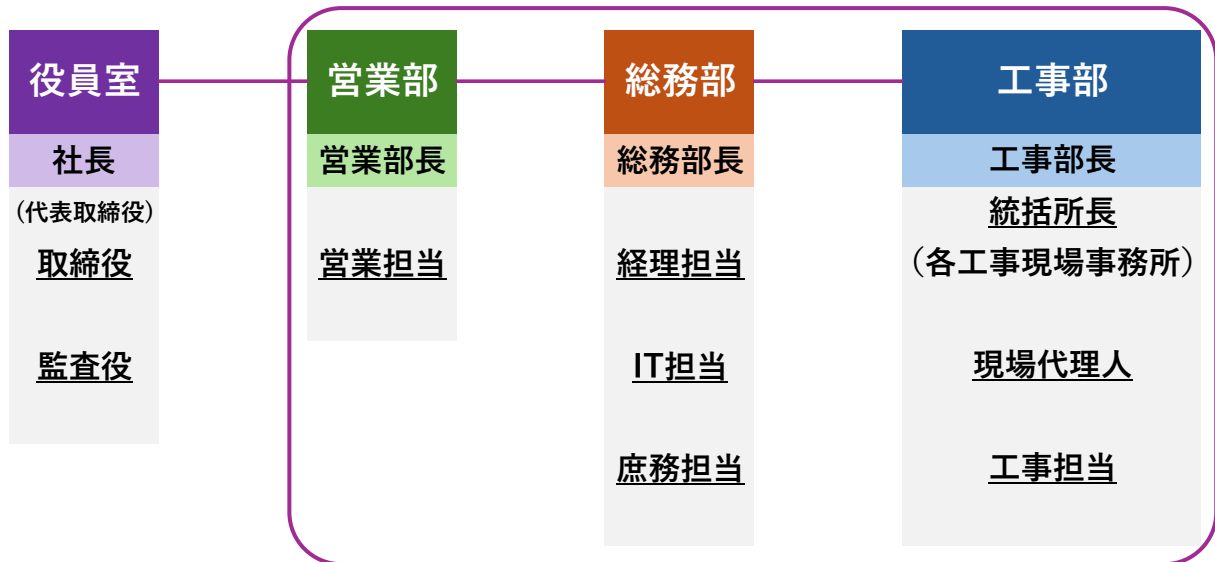 役員室
社長
(代表取締役)
取締役
監査役
営業部
営業部長
営業担当
総務部
総務部長
経理担当
IT担当
庶務担当
工事部
工事部長
統括所長
（各工事現場事務所）
現場代理人
工事担当